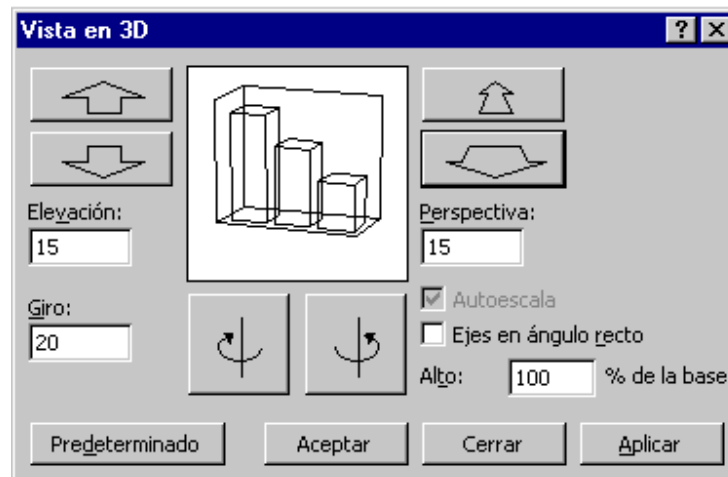 Vista en 3D
Elevación:
15
Perspectiva:
15
Giro:
20
Autoescala
Ejes en ángulo recto
Alto: 100 % de la base
Predeterminado Aceptar Cerrar Aplicar